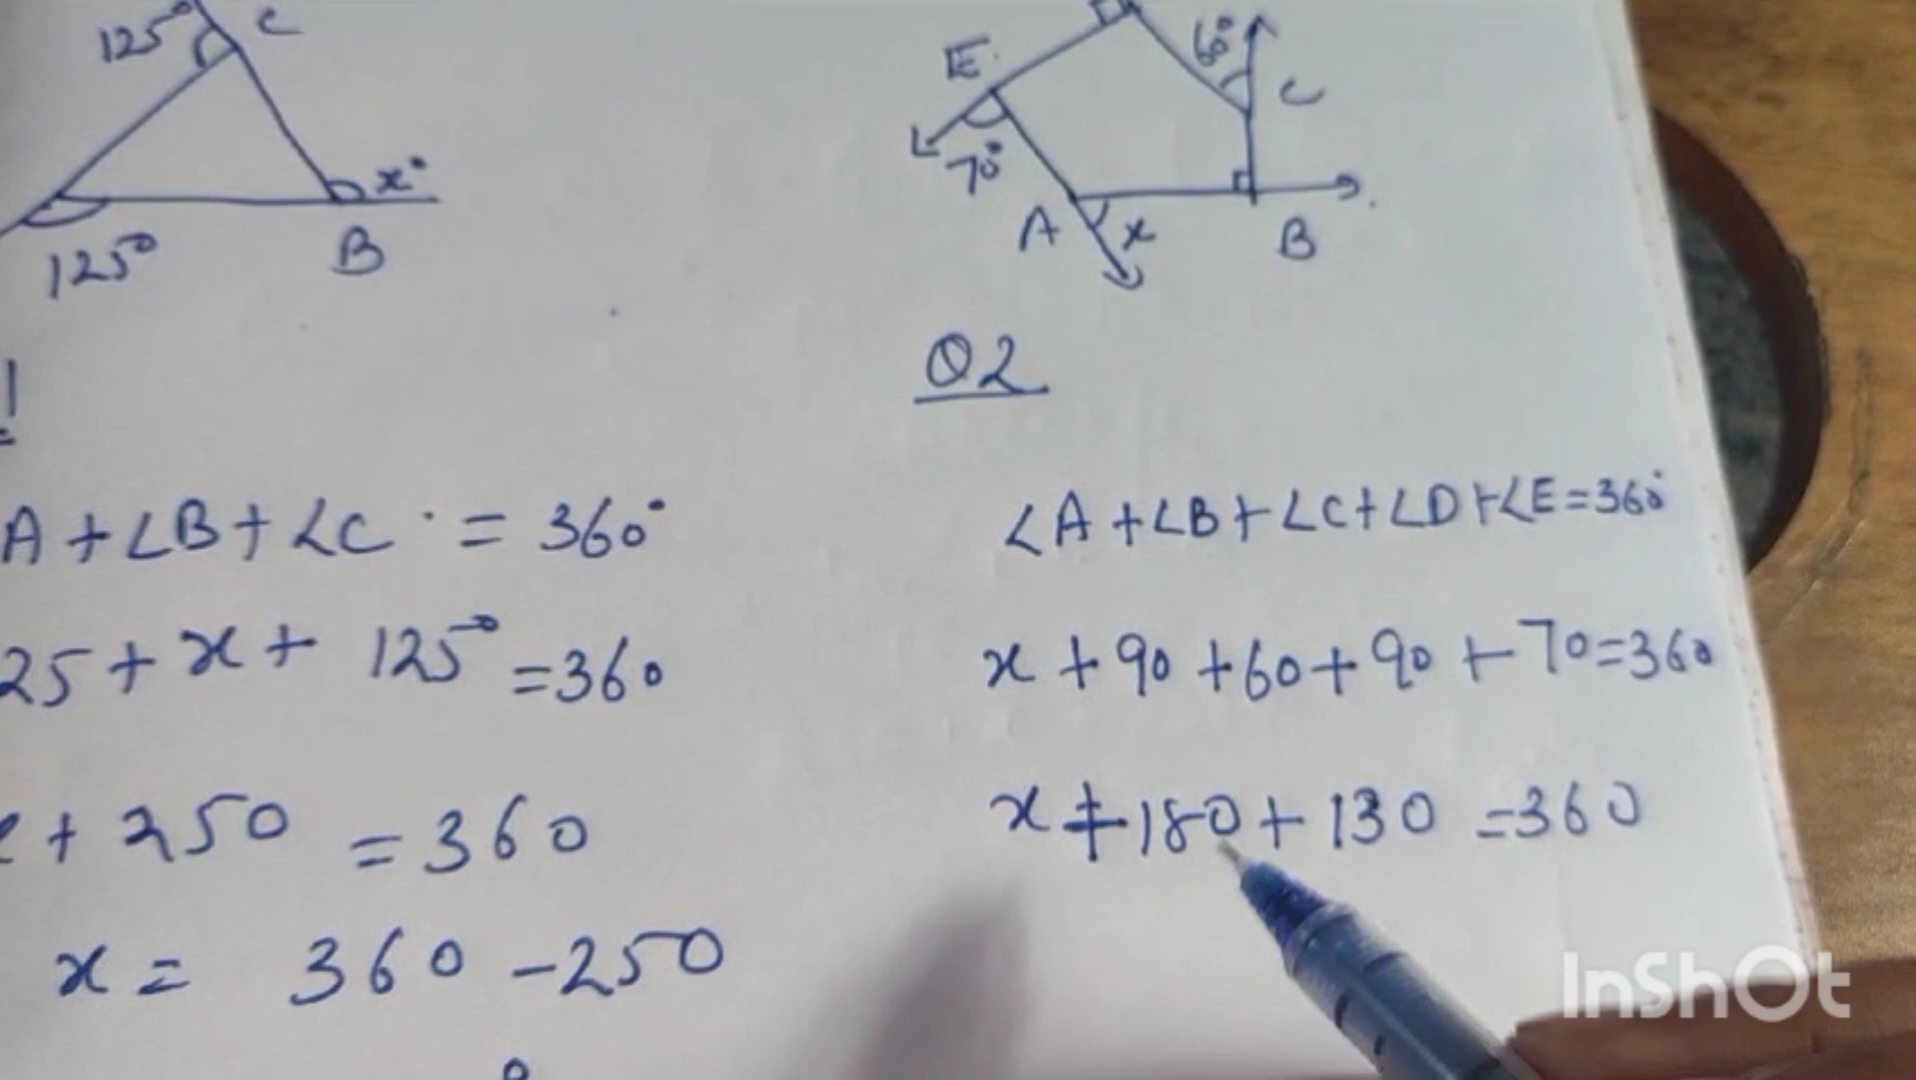 125° C
x°
125° B
E 60° C
70°
A x B
Q2
A + ∠B + ∠C = 360°
25 + x + 125° = 360
x + 250 = 360
x = 360 - 250
∠A + ∠B + ∠C + ∠D + ∠E = 360°
x + 90 + 60 + 90 + 70 = 360
x + 180 + 130 = 360
InShOt